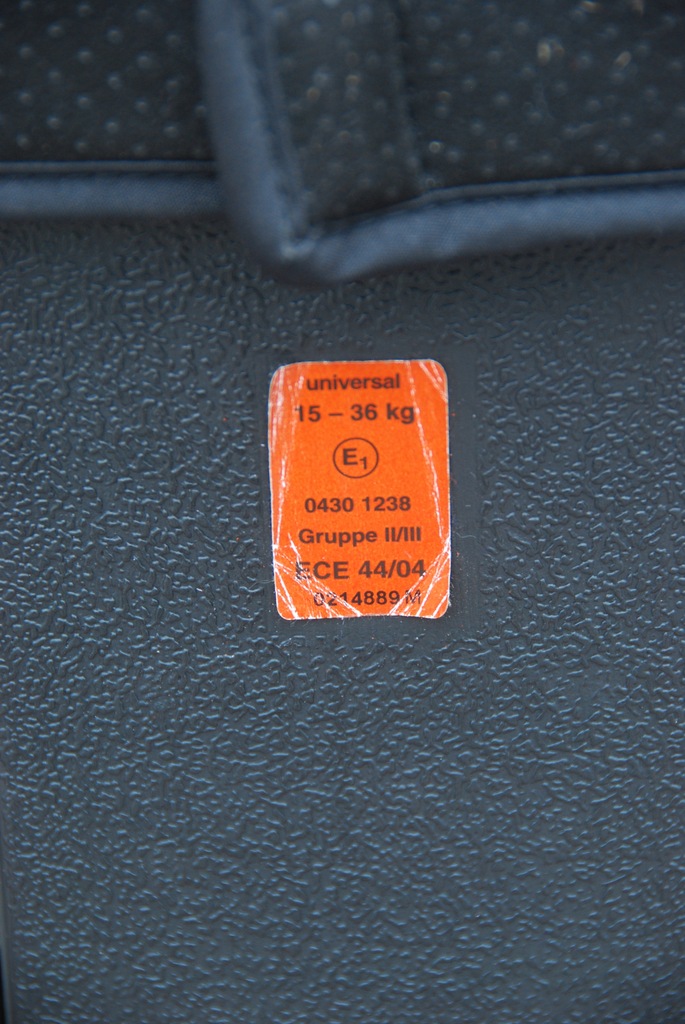 universal
15 – 36 kg
E1
0430 1238
Gruppe II/III
ECE 44/04
0214889 M